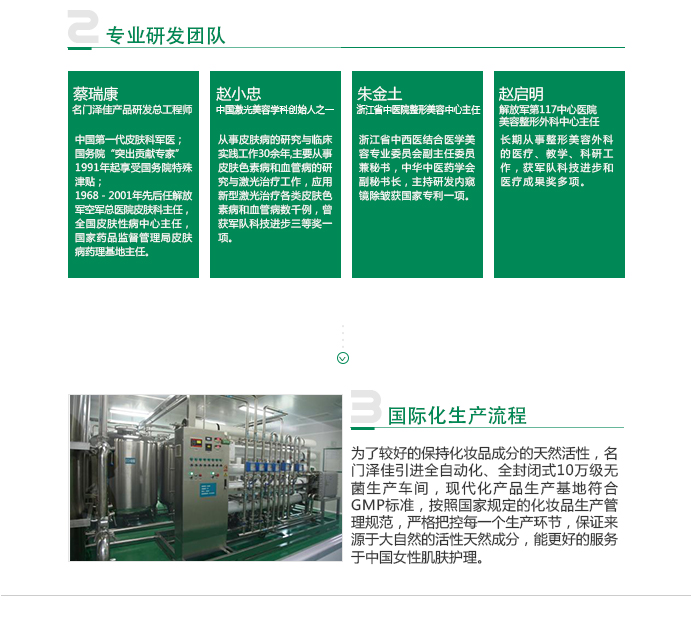 2 专业研发团队
蔡瑞康
名门泽佳产品研发总工程师
中国第一代皮肤科军医；
国务院“突出贡献专家”
1991年起享受国务院特殊
津贴；
1968－2001年先后任解放
军空军总医院皮肤科主任，
全国皮肤性病中心主任，
国家药品监督管理局皮肤
病药理基地主任。
赵小忠
中国激光美容学科创始人之一
从事皮肤病的研究与临床
实践工作30余年,主要从事
皮肤色素病和血管病的研
究与激光治疗工作，应用
新型激光治疗各类皮肤色
素病和血管病数千例，曾
获军队科技进步三等奖一
项。
朱金土
浙江省中医院整形美容中心主任
浙江省中西医结合医学美
容专业委员会副主任委员
兼秘书，中华中医药学会
副秘书长，主持研发内窥
镜除皱获国家专利一项。
赵启明
解放军第117中心医院
美容整形外科中心主任
长期从事整形美容外科
的医疗、教学、科研工
作，获军队科技进步和
医疗成果奖多项。
3 国际化生产流程
为了较好的保持化妆品成分的天然活性，名
门泽佳引进全自动化、全封闭式10万级无
菌生产车间，现代化产品生产基地符合
GMP标准，按照国家规定的化妆品生产管
理规范，严格把控每一个生产环节，保证来
源于大自然的活性天然成分，能更好的服务
于中国女性肌肤护理。